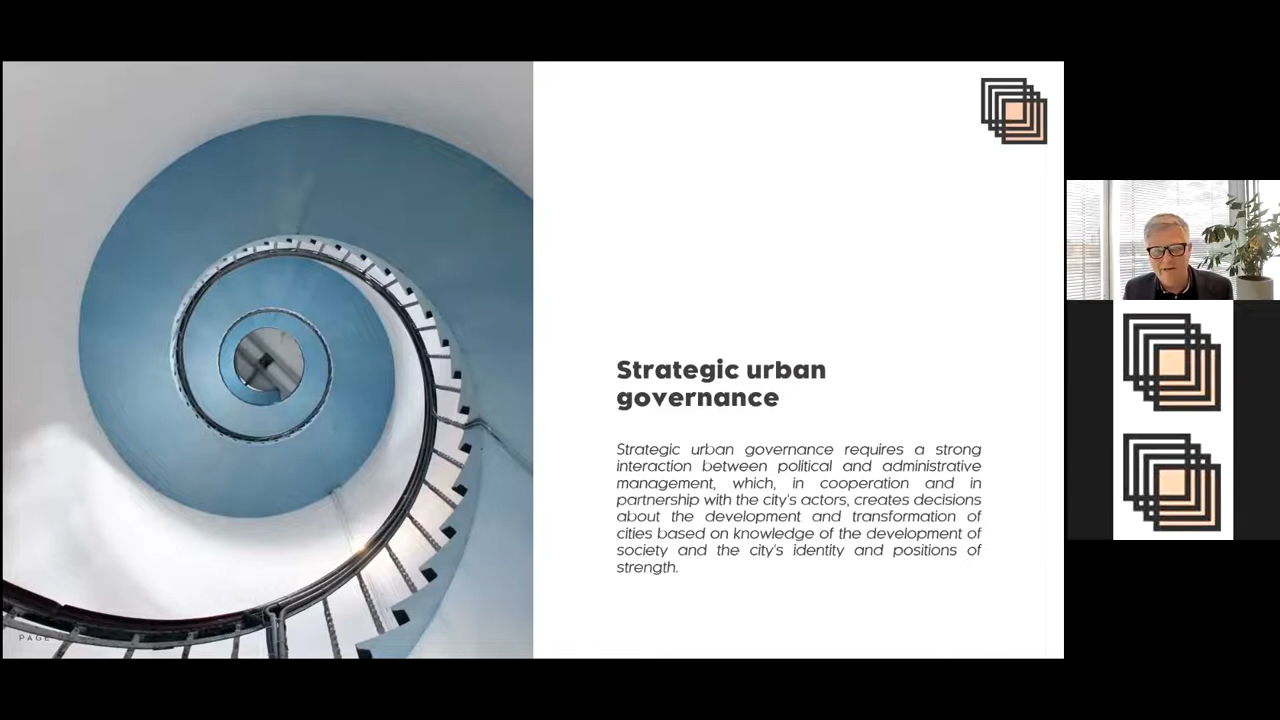 Strategic urban
governance
Strategic urban governance requires a strong
interaction between political and administrative
management, which, in cooperation and in
partnership with the city's actors, creates decisions
about the development and transformation of
cities based on knowledge of the development of
society and the city's identity and positions of
strength.
PAGE